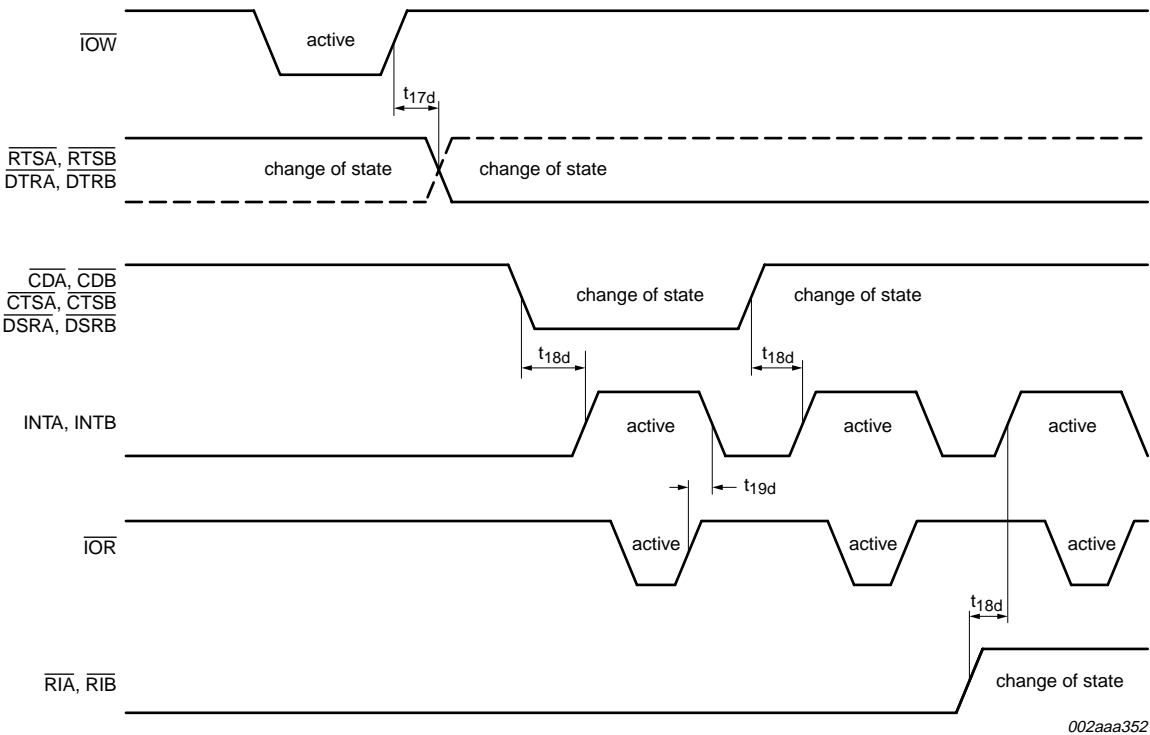 IOW
active
t17d
RTSA, RTSB
DTRA, DTRB
change of state
change of state
CDA, CDB
CTSA, CTSB
DSRA, DSRB
change of state
change of state
t18d
t18d
INTA, INTB
active
active
active
t19d
IOR
active
active
active
t18d
RIA, RIB
change of state
002aaa352